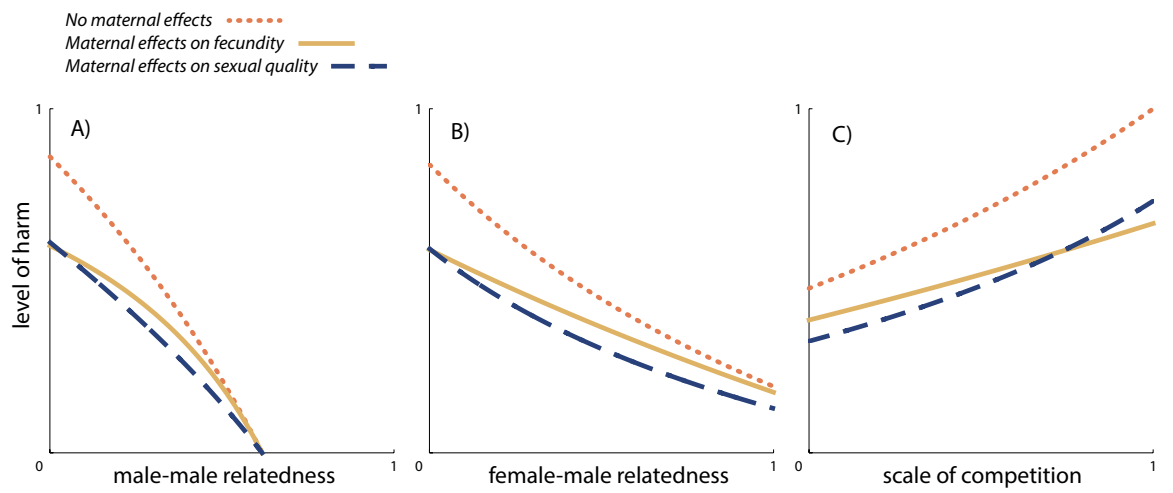 No maternal effects
Maternal effects on fecundity
Maternal effects on sexual quality
1
A)
level of harm
0
male-male relatedness
1
B)
0
female-male relatedness
1
1
C)
0
scale of competition
1